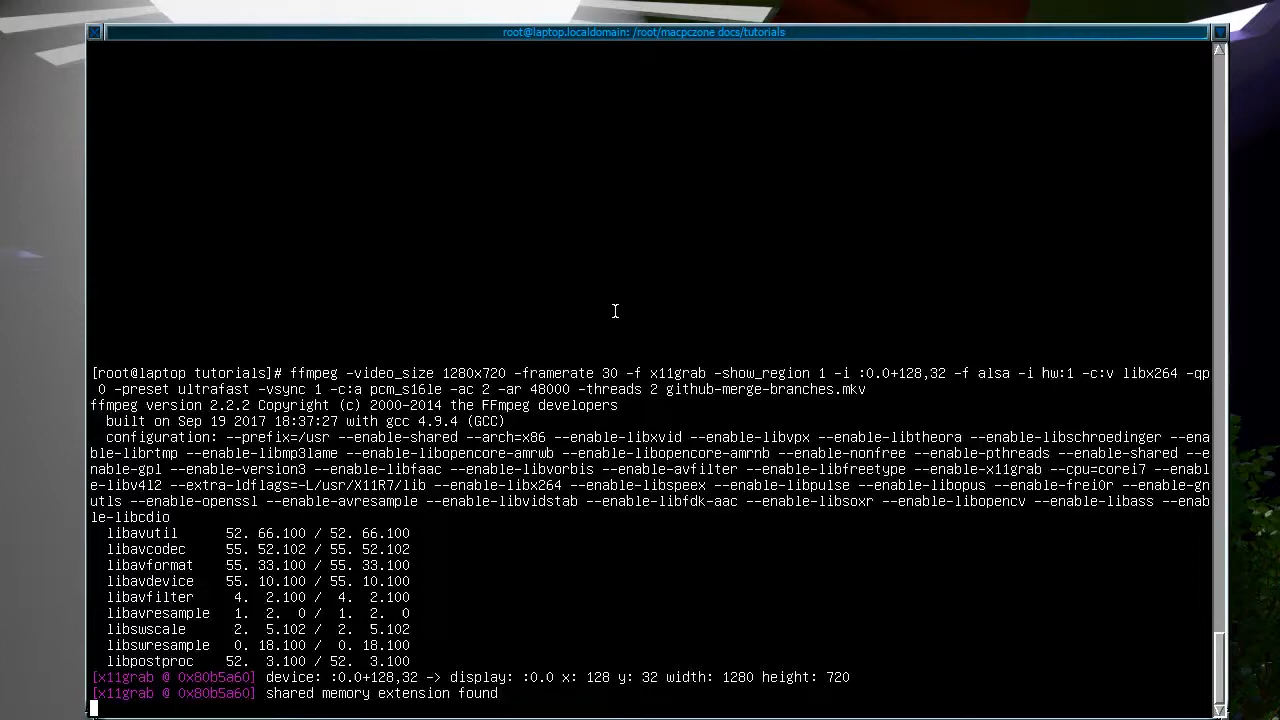 root@laptop.localdomain: /root/macpczone docs/tutorials
[root@laptop tutorials]# ffmpeg -video_size 1280x720 -framerate 30 -f x11grab -show_region 1 -i :0.0+128,32 -f alsa -i hw:1 -c:v libx264 -qp
0 -preset ultrafast -vsync 1 -c:a pcm_s16le -ac 2 -ar 48000 -threads 2 github-merge-branches.mkv
ffmpeg version 2.2.2 Copyright (c) 2000-2014 the FFmpeg developers
built on Sep 19 2017 18:37:27 with gcc 4.9.4 (GCC)
configuration: --prefix=/usr --enable-shared --arch=x86 --enable-libxvid --enable-libvpx --enable-libtheora --enable-libschroedinger --ena
ble-librtmp --enable-libmp3lame --enable-libopencore-amrwb --enable-libopencore-amrnb --enable-nonfree --enable-pthreads --enable-shared --e
nable-gpl --enable-version3 --enable-libfaac --enable-libvorbis --enable-avfilter --enable-libfreetype --enable-x11grab --cpu=corei7 --enabl
e-libv4l2 --extra-ldflags=-L/usr/X11R7/lib --enable-libx264 --enable-libspeex --enable-libpulse --enable-libopus --enable-frei0r --enable-gn
utls --enable-openssl --enable-avresample --enable-libvidstab --enable-libfdk-aac --enable-libsoxr --enable-libopencv --enable-libass --enab
le-libcdio
libavutil 52. 66.100 / 52. 66.100
libavcodec 55. 52.102 / 55. 52.102
libavformat 55. 33.100 / 55. 33.100
libavdevice 55. 10.100 / 55. 10.100
libavfilter 4. 2.100 / 4. 2.100
libavresample 1. 2. 0 / 1. 2. 0
libswscale 2. 5.102 / 2. 5.102
libswresample 0. 18.100 / 0. 18.100
libpostproc 52. 3.100 / 52. 3.100
[x11grab @ 0x80b5a60] device: :0.0+128,32 -> display: :0.0 x: 128 y: 32 width: 1280 height: 720
[x11grab @ 0x80b5a60] shared memory extension found